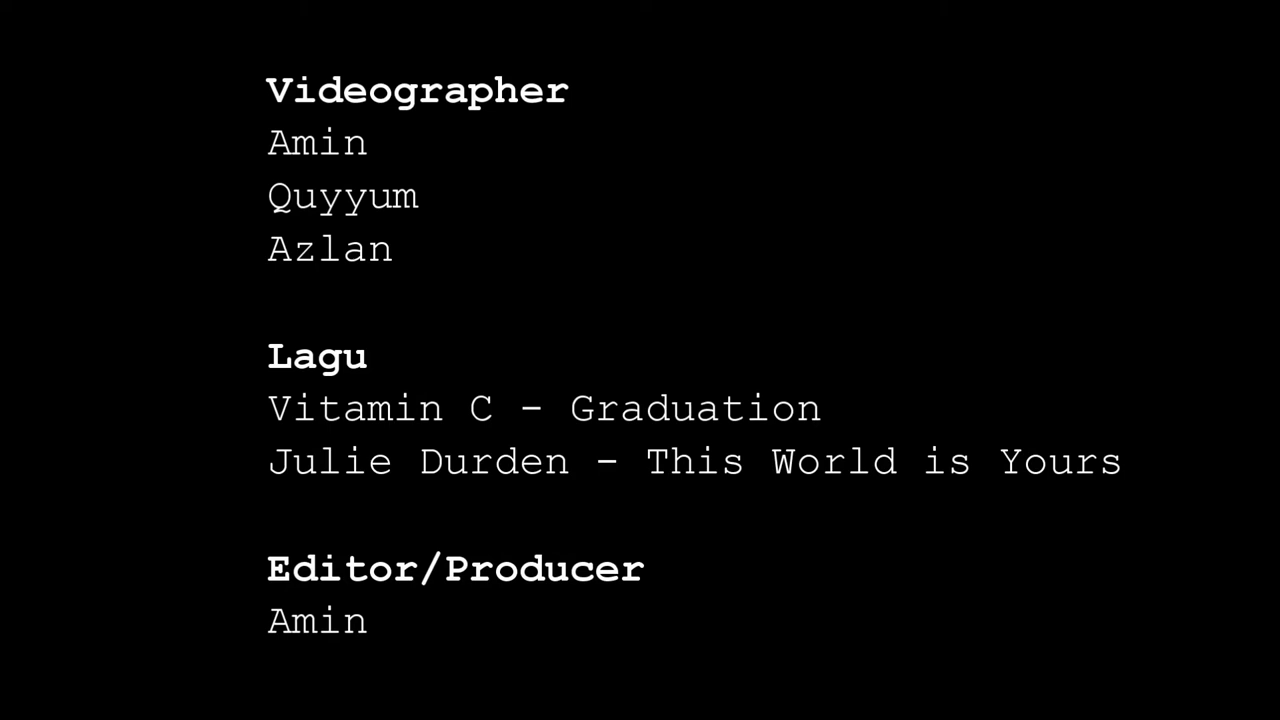 Videographer
Amin
Quyyum
Azlan
Lagu
Vitamin C - Graduation
Julie Durden - This World is Yours
Editor/Producer
Amin